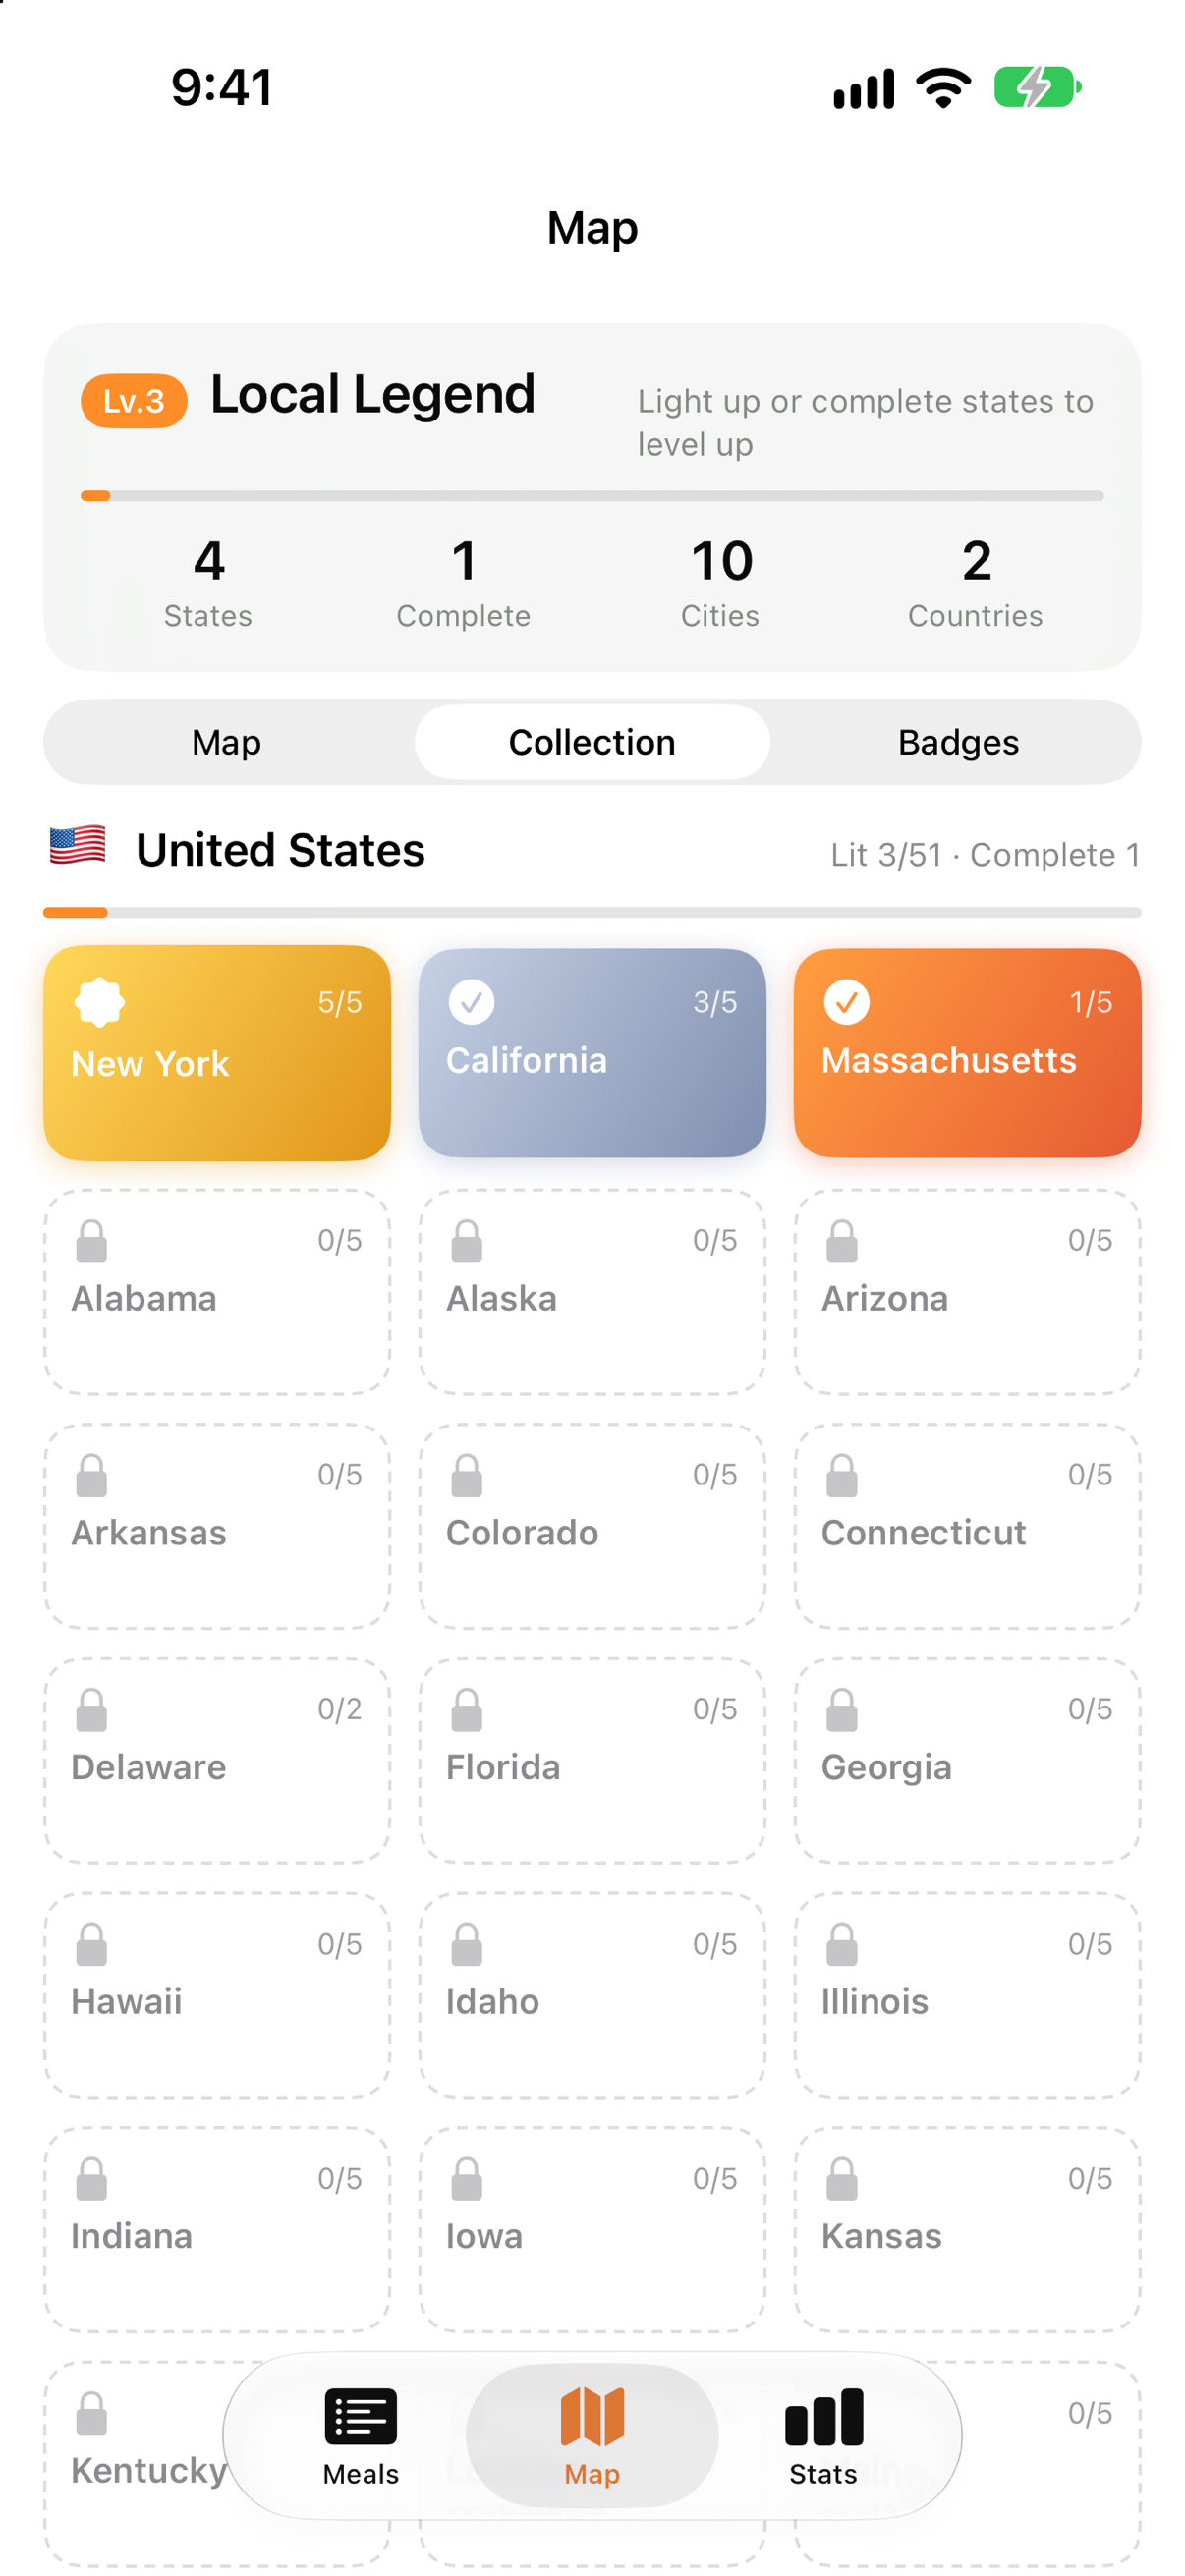 9:41
Map
Lv.3 Local Legend
Light up or complete states to
level up
4 1 10 2
States Complete Cities Countries
Map Collection Badges
United States Lit 3/51 · Complete 1
5/5 3/5 1/5
New York California Massachusetts
0/5 0/5 0/5
Alabama Alaska Arizona
0/5 0/5 0/5
Arkansas Colorado Connecticut
0/2 0/5 0/5
Delaware Florida Georgia
0/5 0/5 0/5
Hawaii Idaho Illinois
0/5 0/5 0/5
Indiana Iowa Kansas
0/5 0/5
Kentucky
Meals Map Stats